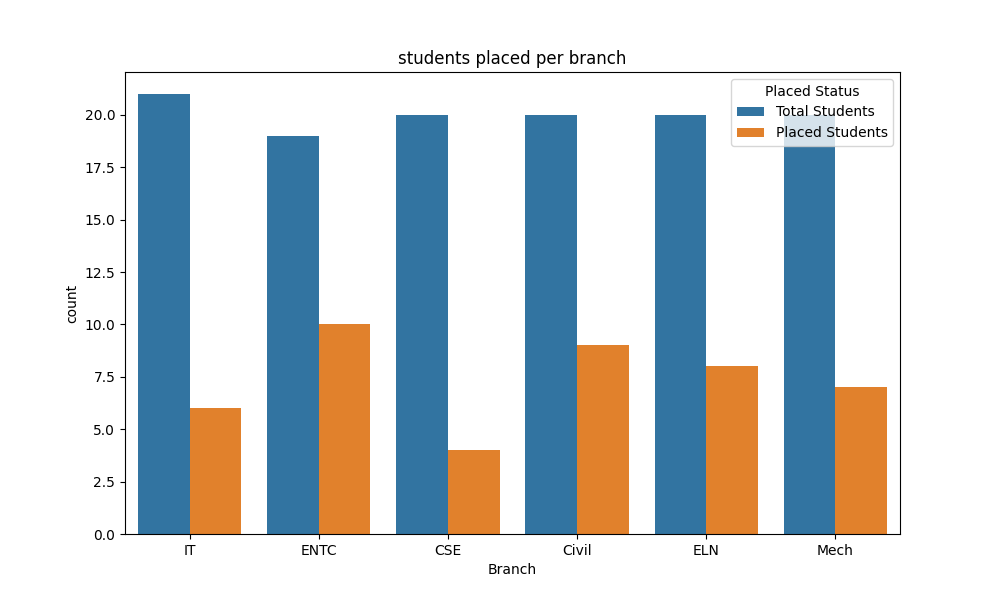 students placed per branch
Placed Status
Total Students
Placed Students
20.0
17.5
15.0
12.5
10.0
7.5
5.0
2.5
0.0
count
IT ENTC CSE Civil ELN Mech
Branch